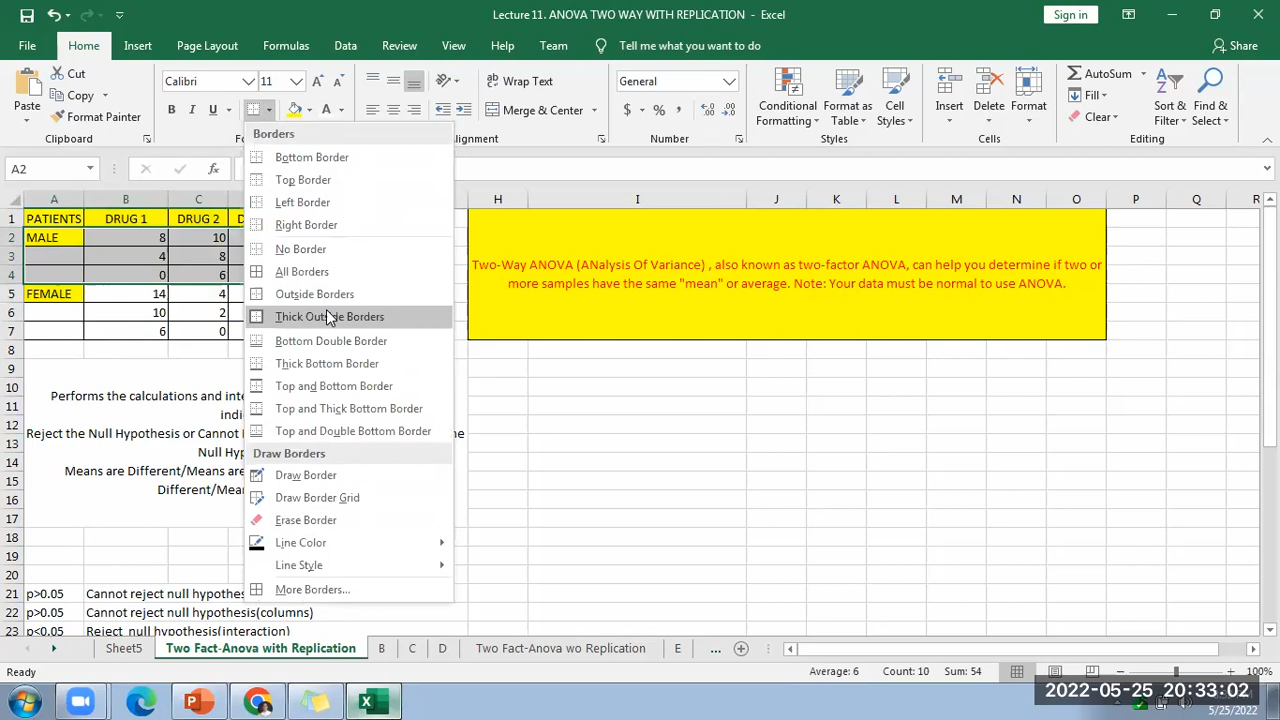 Lecture 11. ANOVA TWO WAY WITH REPLICATION - Excel
Sign in
File Home Insert Page Layout Formulas Data Review View Help Team Tell me what you want to do Share
Paste
Cut
Copy
Format Painter
Clipboard
Calibri 11
B I U
Wrap Text
Merge & Center
Alignment
General
$ % ,
Number
Conditional Formatting
Format as Table
Cell Styles
Styles
Insert
Delete
Format
Cells
AutoSum
Fill
Clear
Sort & Filter
Find & Select
Editing
A2
fx
Borders
Bottom Border
Top Border
Left Border
Right Border
No Border
All Borders
Outside Borders
Thick Outside Borders
Bottom Double Border
Thick Bottom Border
Top and Bottom Border
Top and Thick Bottom Border
Top and Double Bottom Border
Draw Borders
Draw Border
Draw Border Grid
Erase Border
Line Color
Line Style
More Borders...
A B C H I J K L M N O P Q R
1 PATIENTS DRUG 1 DRUG 2 D
2 MALE 8 10
3 4 8
4 0 6
5 FEMALE 14 4
6 10 2
7 6 0
8
9
10
11
12
13
14
15
16
17
18
19
20
Two-Way ANOVA (ANalysis Of Variance) , also known as two-factor ANOVA, can help you determine if two or
more samples have the same "mean" or average. Note: Your data must be normal to use ANOVA.
Performs the calculations and inte
indi
Reject the Null Hypothesis or Cannot he
Null Hyp
Means are Different/Means are
Different/Mean
21 p>0.05 Cannot reject null hypothes
22 p>0.05 Cannot reject null hypothesis(columns)
23 p<0.05 Reject null hypothesis(interaction)
Sheet5 Two Fact-Anova with Replication B C D Two Fact-Anova wo Replication E ...
Ready
Average: 6 Count: 10 Sum: 54
100%
2022-05-25 20:33:02
5/25/2022